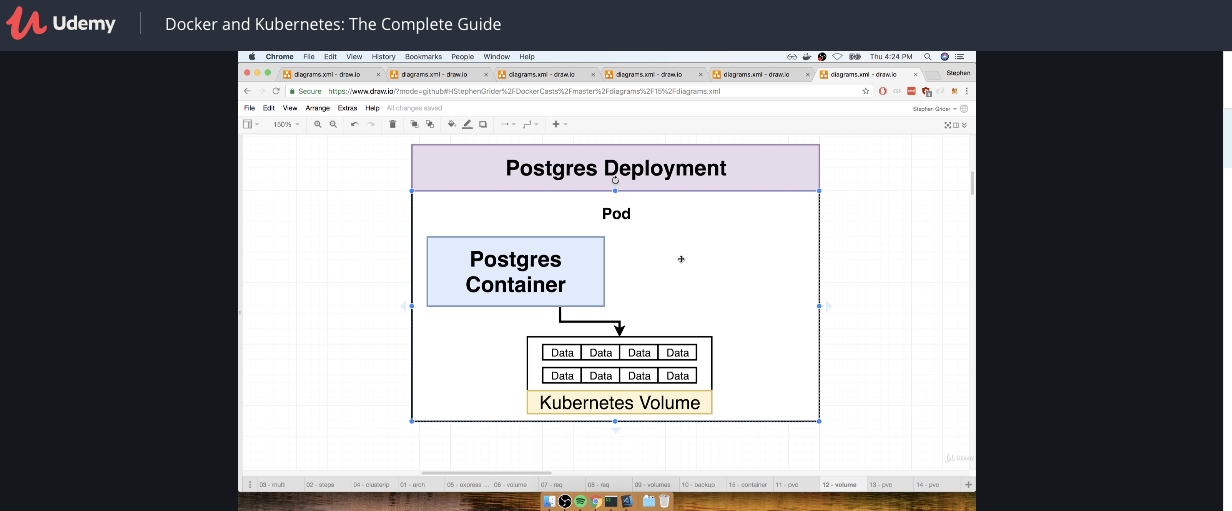 Udemy Docker and Kubernetes: The Complete Guide
Chrome File Edit View History Bookmarks People Window Help Thu 4:24 PM
diagrams.xml - draw.io diagrams.xml - draw.io diagrams.xml - draw.io diagrams.xml - draw.io diagrams.xml - draw.io diagrams.xml - draw.io Stephen
Secure https://www.draw.io/?mode=github#HStephenGrider%2FDockerCasts%2Fmaster%2Fdiagrams%2F15%2Fdiagrams.xml
File Edit View Arrange Extras Help All changes saved Stephen Grider
150%
Postgres Deployment
Pod
Postgres
Container
Data Data Data Data
Data Data Data Data
Kubernetes Volume
03 - multi 02 - steps 04 - clusterip 01 - arch 05 - express ... 06 - volume 07 - req 08 - req 09 - volumes 10 - backup 16 - container 11 - pvc 12 - volume 13 - pvc 14 - pvc